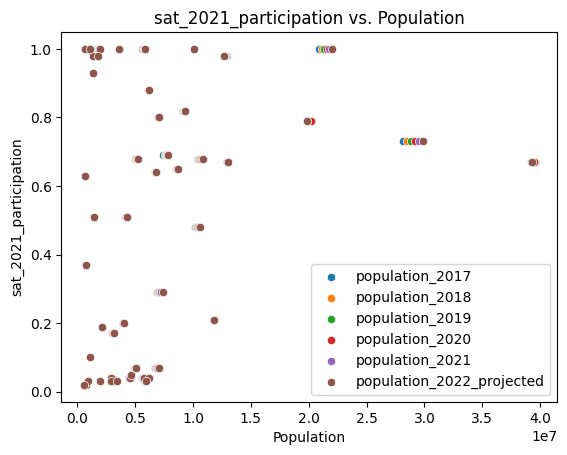 sat_2021_participation vs. Population
1.0
0.8
0.6
0.4
0.2
0.0
sat_2021_participation
population_2017
population_2018
population_2019
population_2020
population_2021
population_2022_projected
0.0 0.5 1.0 1.5 2.0 2.5 3.0 3.5 4.0
1e7
Population